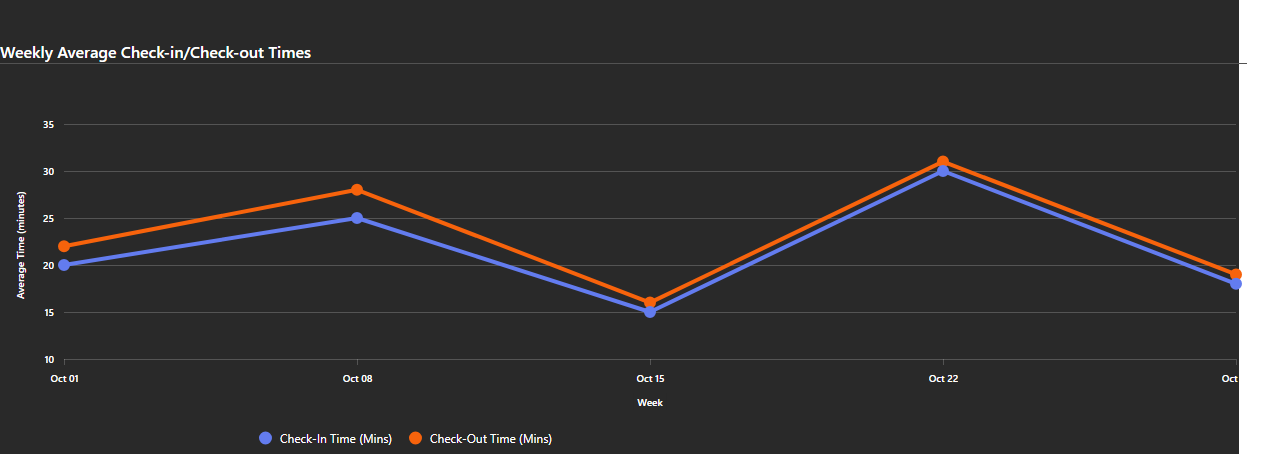 Weekly Average Check-in/Check-out Times
35
30
25
20
15
10
Average Time (minutes)
Oct 01 Oct 08 Oct 15 Oct 22 Oct
Week
Check-In Time (Mins) Check-Out Time (Mins)